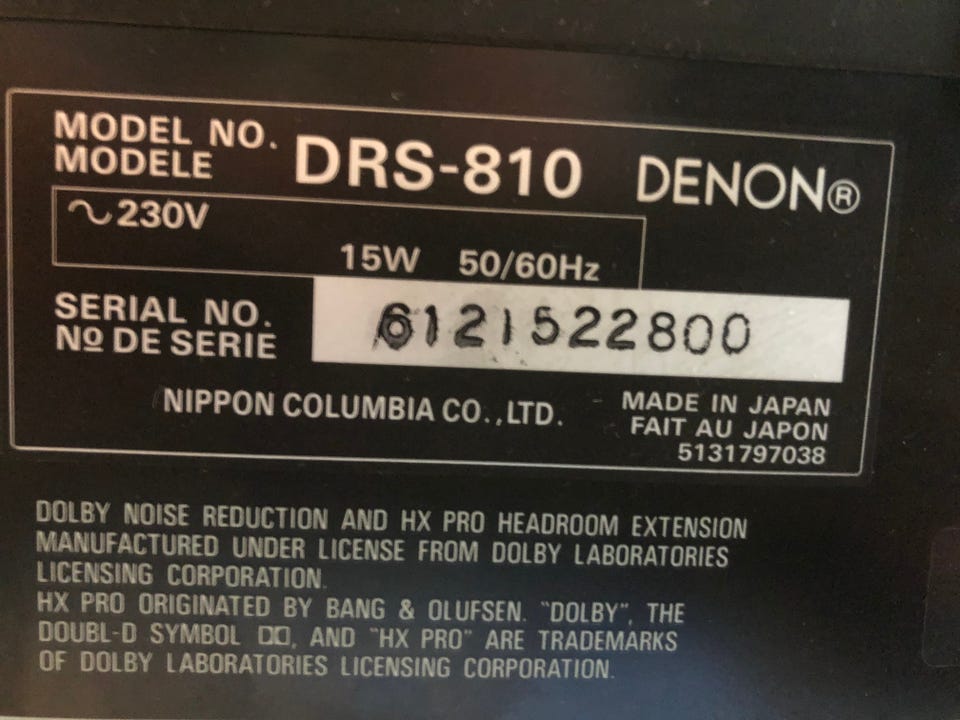 MODEL NO.
MODELE
DRS-810 DENON®
~230V
15W 50/60Hz
SERIAL NO.
Nº DE SERIE
6121522800
NIPPON COLUMBIA CO.,LTD.
MADE IN JAPAN
FAIT AU JAPON
5131797038
DOLBY NOISE REDUCTION AND HX PRO HEADROOM EXTENSION
MANUFACTURED UNDER LICENSE FROM DOLBY LABORATORIES
LICENSING CORPORATION.
HX PRO ORIGINATED BY BANG & OLUFSEN. "DOLBY", THE
DOUBL-D SYMBOL, AND "HX PRO" ARE TRADEMARKS
OF DOLBY LABORATORIES LICENSING CORPORATION.